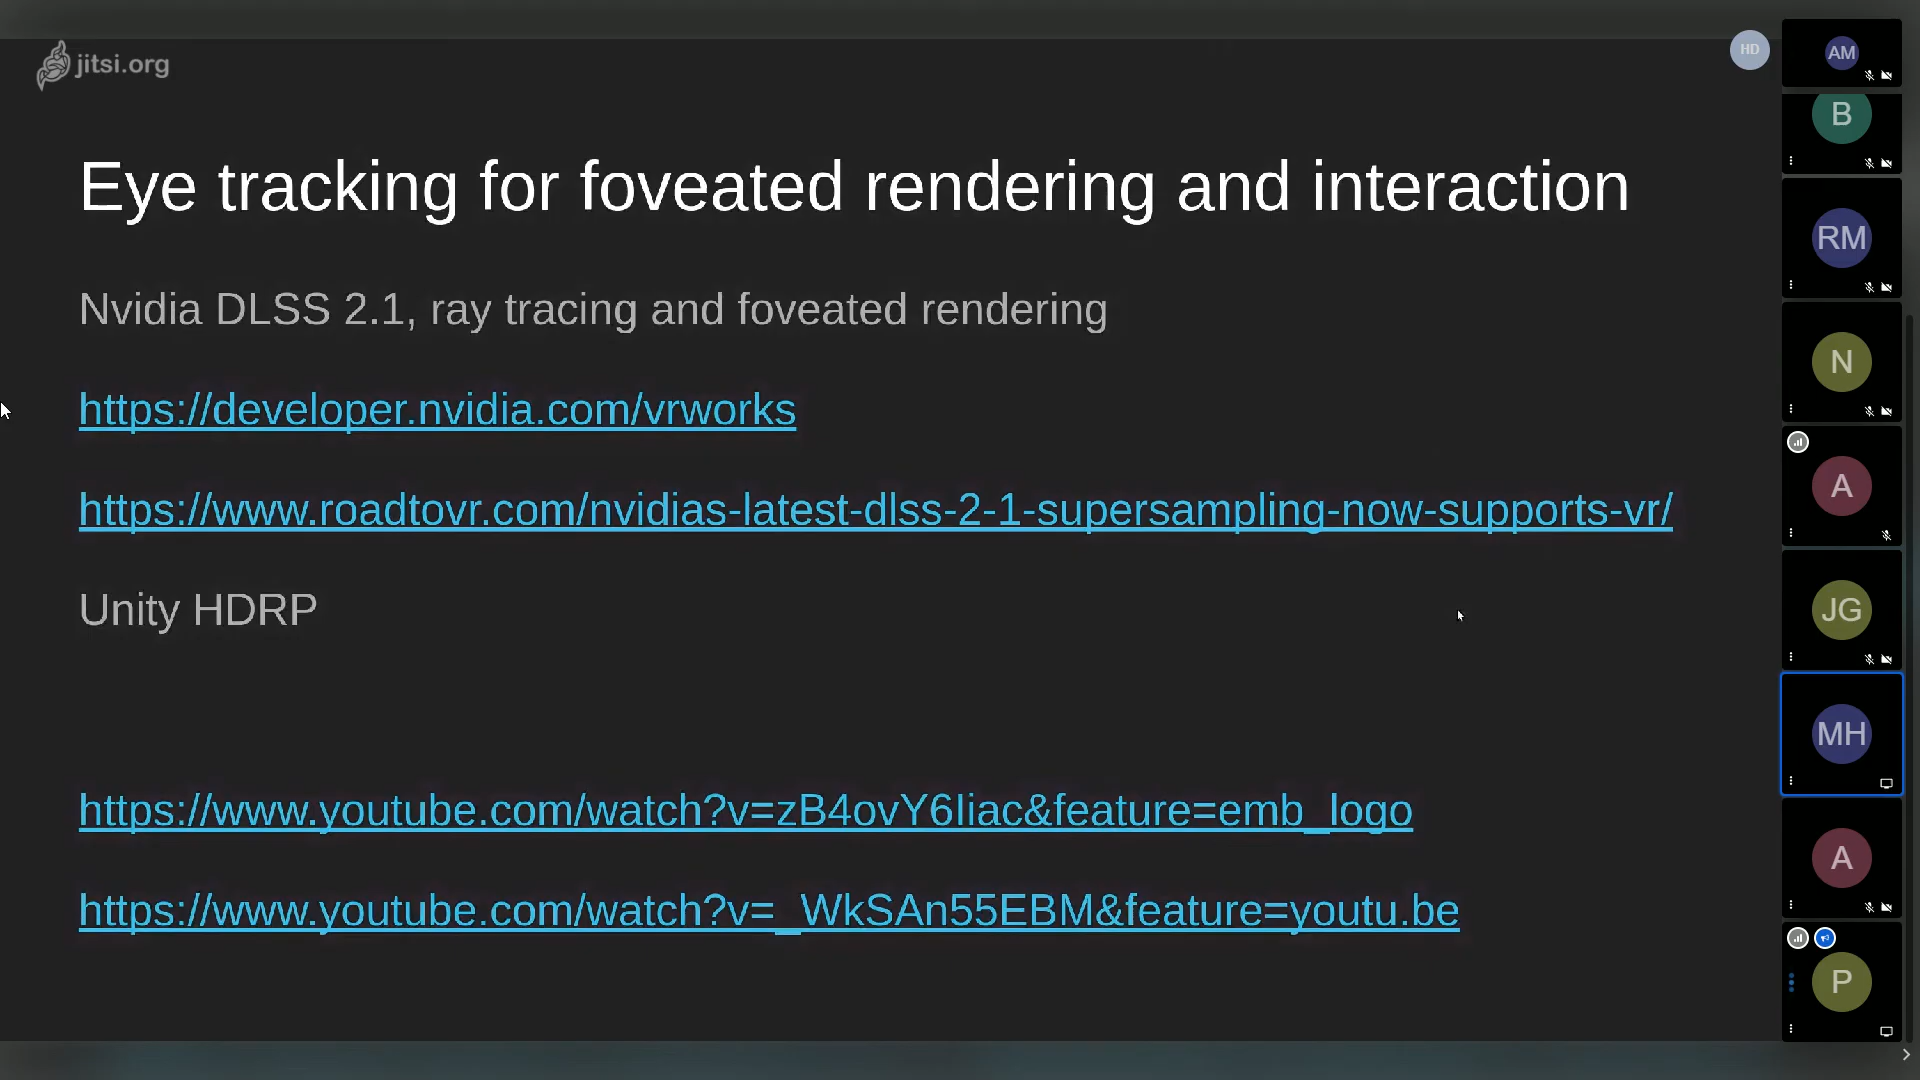 jitsi.org
HD
AM
Eye tracking for foveated rendering and interaction
Nvidia DLSS 2.1, ray tracing and foveated rendering
https://developer.nvidia.com/vrworks
https://www.roadtovr.com/nvidias-latest-dlss-2-1-supersampling-now-supports-vr/
Unity HDRP
https://www.youtube.com/watch?v=zB4ovY6Iiac&feature=emb_logo
https://www.youtube.com/watch?v=_WkSAn55EBM&feature=youtu.be
B
RM
N
A
JG
MH
A
P